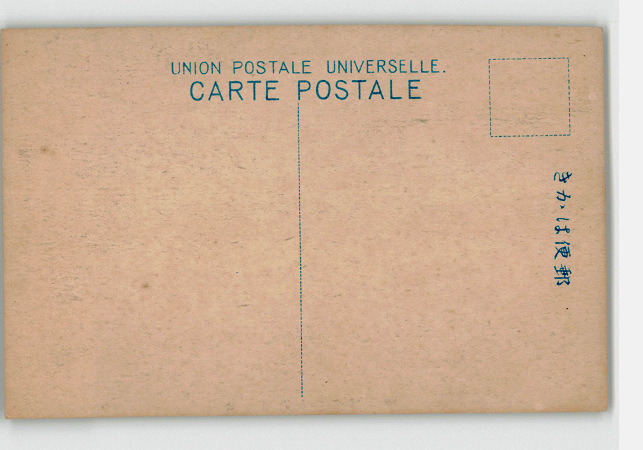 UNION POSTALE UNIVERSELLE.
CARTE POSTALE
きかは便郵